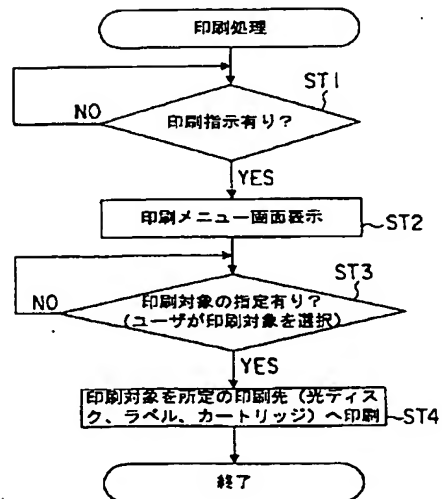 印刷処理
ST1
印刷指示有り?
NO
YES
印刷メニュー画面表示
ST2
ST3
印刷対象の指定有り?
(ユーザが印刷対象を選択)
NO
YES
印刷対象を所定の印刷先(光ディス
ク、ラベル、カートリッジ)へ印刷
ST4
終了